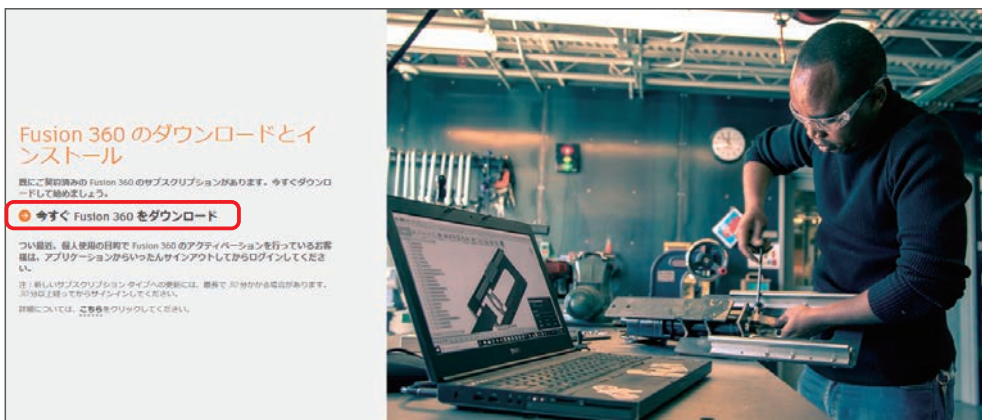 Fusion 360 のダウンロードとイ
ンストール
既にご契約済みの Fusion 360 のサブスクリプションがあります。今すぐダウンロ
ードして始めましょう。
今すぐ Fusion 360 をダウンロード
つい最近、個人使用の目的で Fusion 360 のアクティベーションを行っているお客
様は、アプリケーションからいったんサインアウトしてからログインしてくださ
い。
注：新しいサブスクリプション タイプへの更新には、最長で 30 分かかる場合があります。
30 分以上経ってからサインインしてください。
詳細については、こちらをクリックしてください。